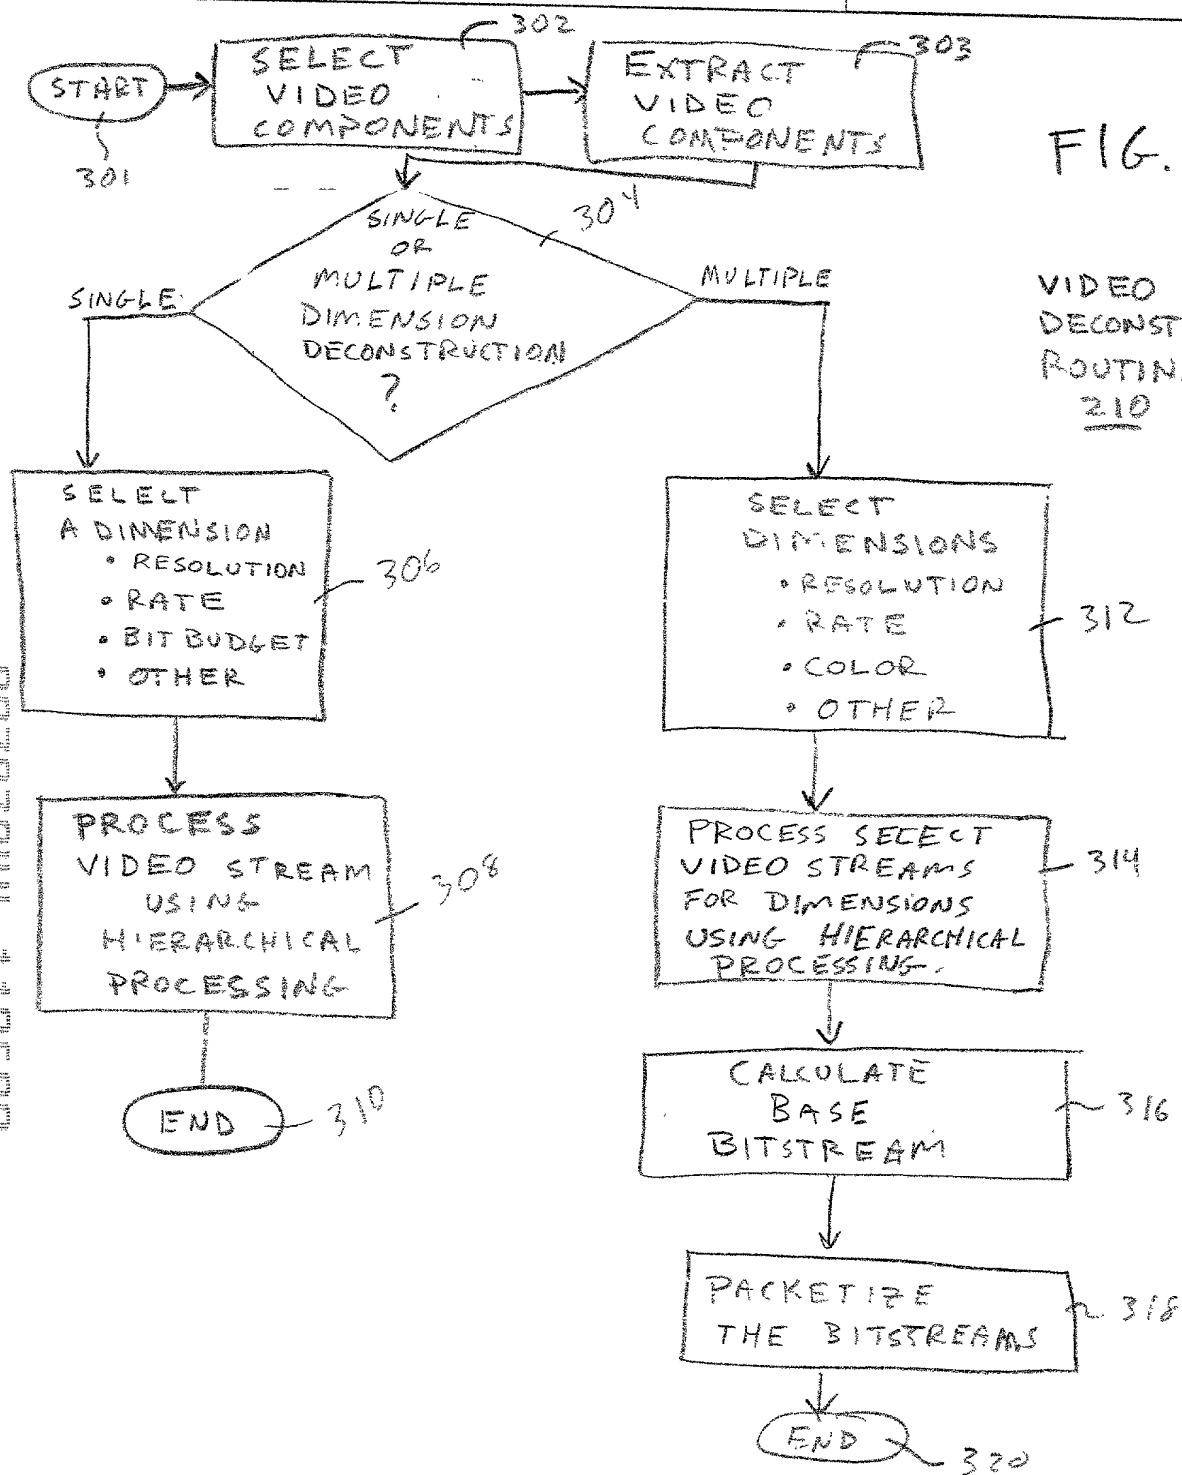 START
301
SELECT
VIDEO
COMPONENTS
302
EXTRACT
VIDEO
COMPONENTS
303
FIG.
SINGLE
OR
MULTIPLE
DIMENSION
DECONSTRUCTION
?
304
SINGLE
MULTIPLE
VIDEO
DECONST
ROUTIN
210
SELELT
A DIMENSION
• RESOLUTION
• RATE
• BIT BUDGET
• OTHER
306
SELECT
DIMENSIONS
• RESOLUTION
• RATE
• COLOR
• OTHER
312
PROCESS
VIDEO STREAM
USING
HIERARCHICAL
PROCESSING
308
PROCESS SELECT
VIDEO STREAMS
FOR DIMENSIONS
USING HIERARCHICAL
PROCESSING.
314
END
310
CALCULATE
BASE
BITSTREAM
316
PACKETIZE
THE BITSTREAMS
318
END
320